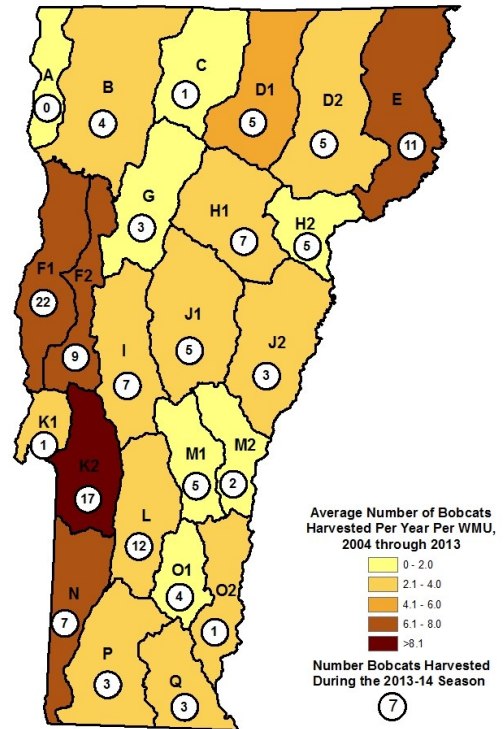 A
0
B
4
C
1
D1
5
D2
5
E
11
G
3
H1
7
H2
5
F1
22
F2
9
I
7
J1
5
J2
3
K1
1
K2
17
L
12
M1
5
M2
2
N
7
O1
4
O2
1
P
3
Q
3
Average Number of Bobcats
Harvested Per Year Per WMU,
2004 through 2013
0 - 2.0
2.1 - 4.0
4.1 - 6.0
6.1 - 8.0
>8.1
Number Bobcats Harvested
During the 2013-14 Season
7